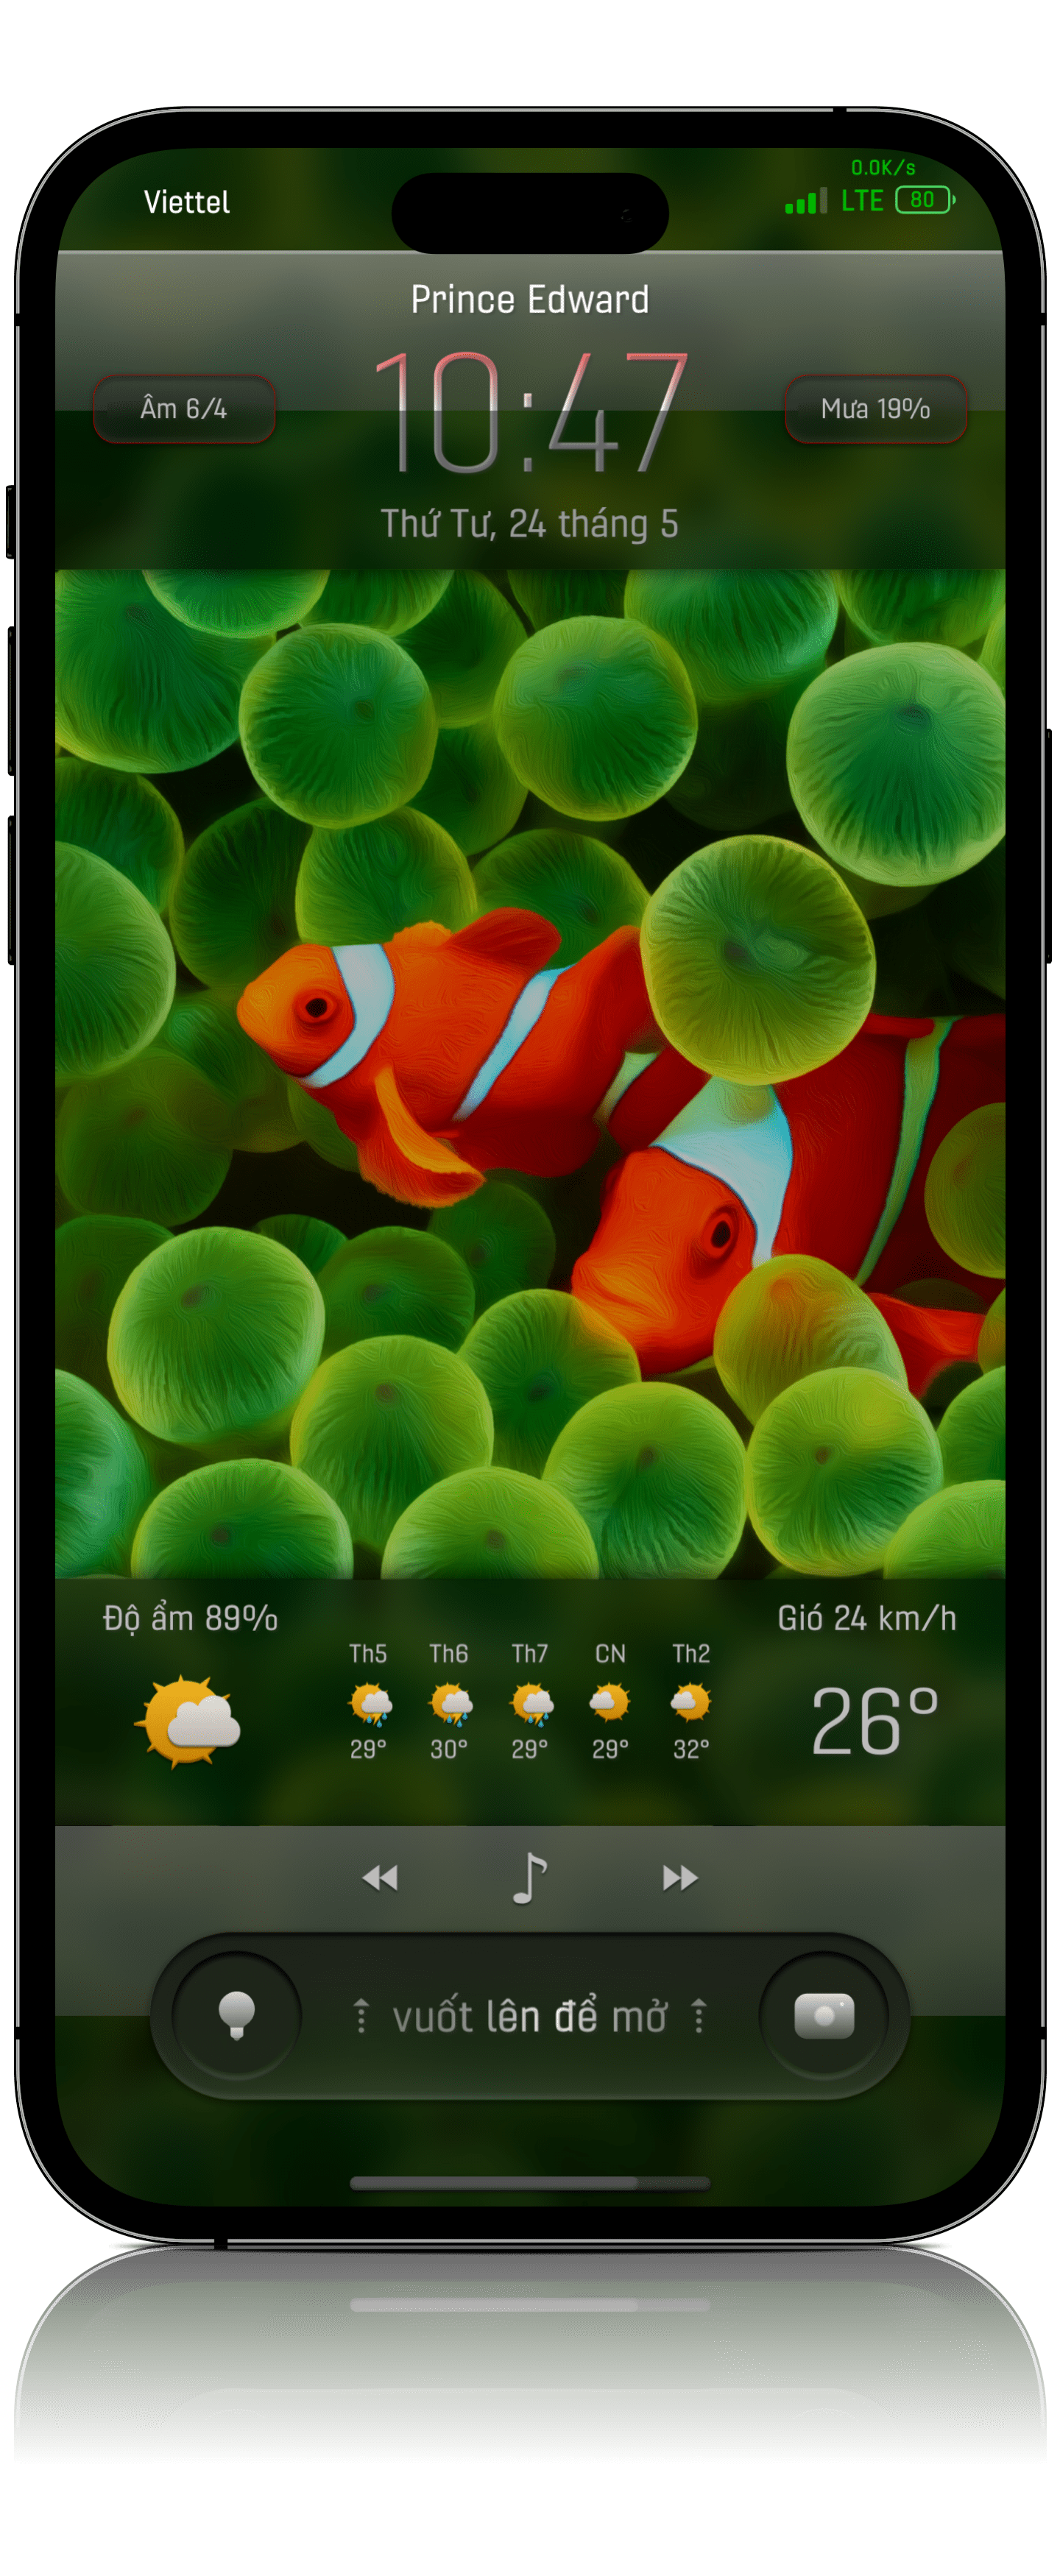 Viettel
0.0K/s
LTE 80
Prince Edward
10:47
Âm 6/4
Mưa 19%
Thứ Tư, 24 tháng 5
Độ ẩm 89%
Gió 24 km/h
Th5 Th6 Th7 CN Th2
29° 30° 29° 29° 32°
26°
vuốt lên để mở